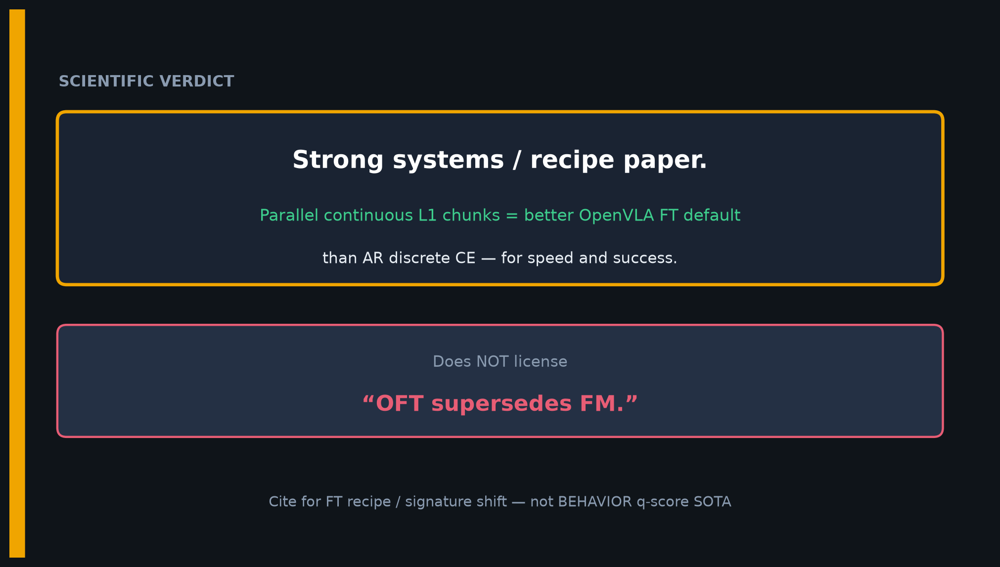 SCIENTIFIC VERDICT
Strong systems / recipe paper.
Parallel continuous L1 chunks = better OpenVLA FT default
than AR discrete CE — for speed and success.
Does NOT license
“OFT supersedes FM.”
Cite for FT recipe / signature shift — not BEHAVIOR q-score SOTA